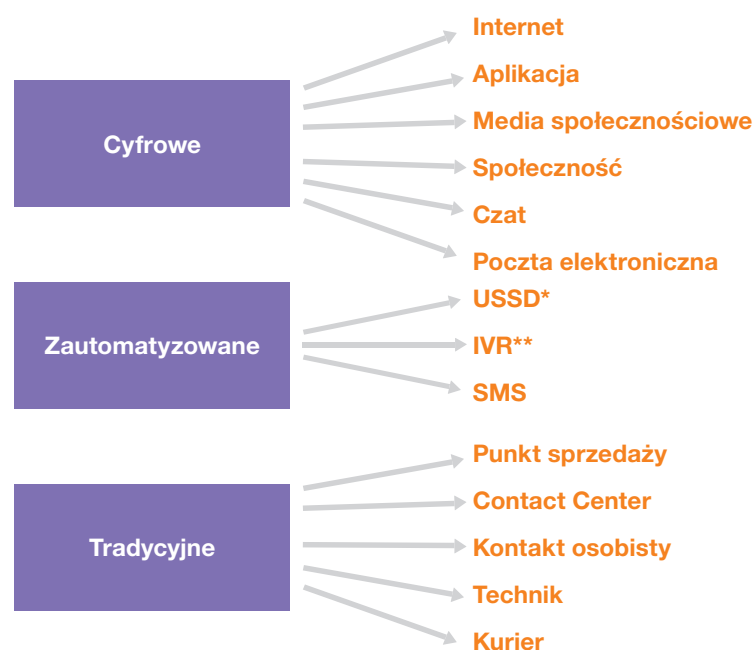 Cyfrowe
Internet
Aplikacja
Media społecznościowe
Społeczność
Czat
Poczta elektroniczna
Zautomatyzowane
USSD*
IVR**
SMS
Tradycyjne
Punkt sprzedaży
Contact Center
Kontakt osobisty
Technik
Kurier